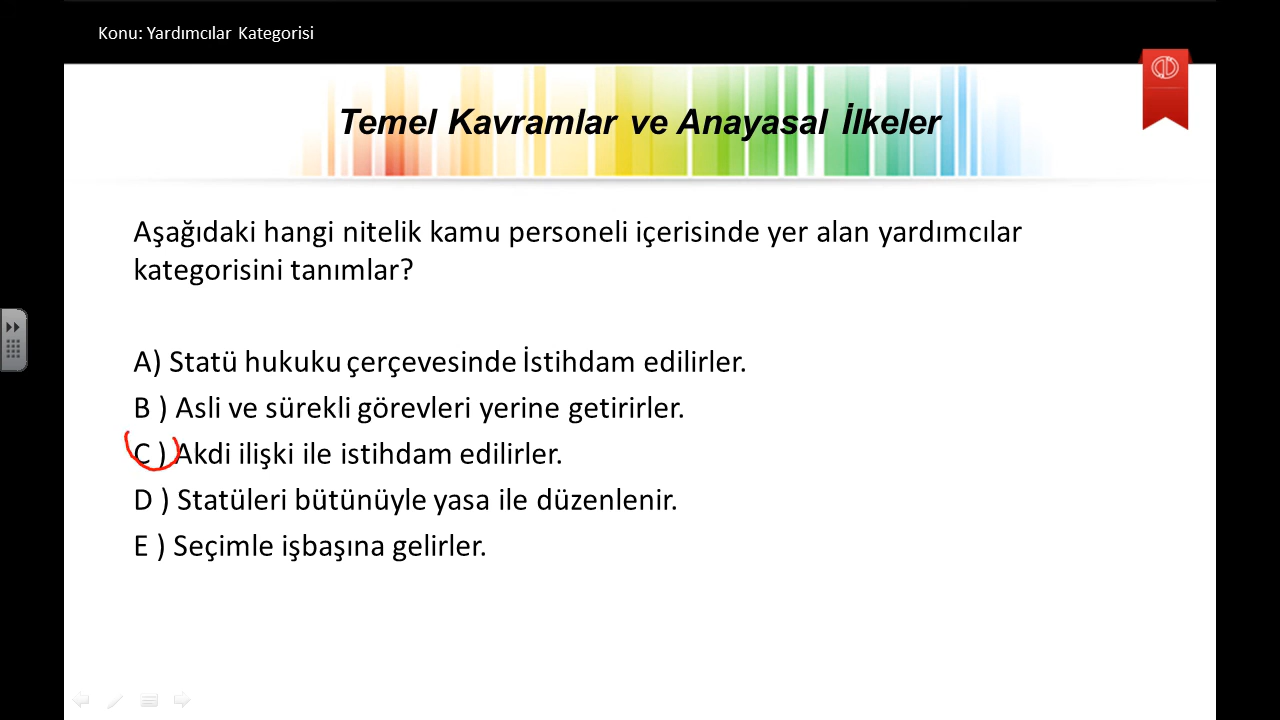 Konu: Yardımcılar Kategorisi
Temel Kavramlar ve Anayasal İlkeler
Aşağıdaki hangi nitelik kamu personeli içerisinde yer alan yardımcılar
kategorisini tanımlar?
A) Statü hukuku çerçevesinde İstihdam edilirler.
B ) Asli ve sürekli görevleri yerine getirirler.
C ) Akdi ilişki ile istihdam edilirler.
D ) Statüleri bütünüyle yasa ile düzenlenir.
E ) Seçimle işbaşına gelirler.